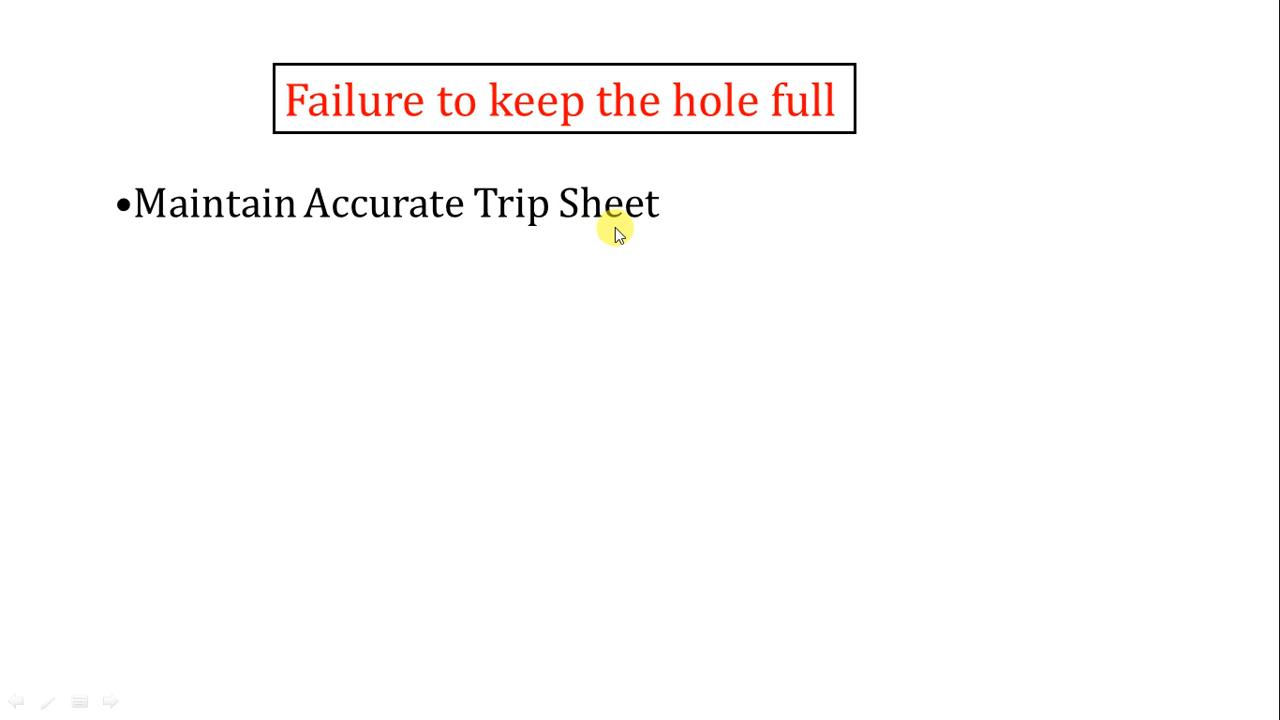 Failure to keep the hole full
•Maintain Accurate Trip Sheet